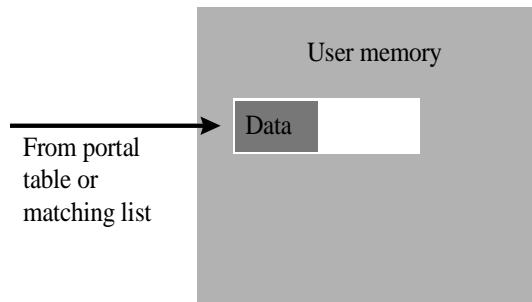 User memory
Data
From portal
table or
matching list